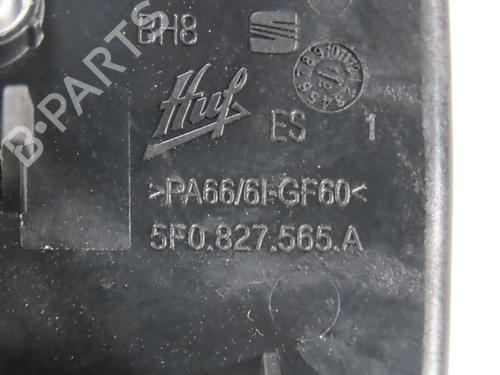 BH8
Huf
ES 1
>PA66/6I-GF60<
5F0.827.565.A
B-PARTS